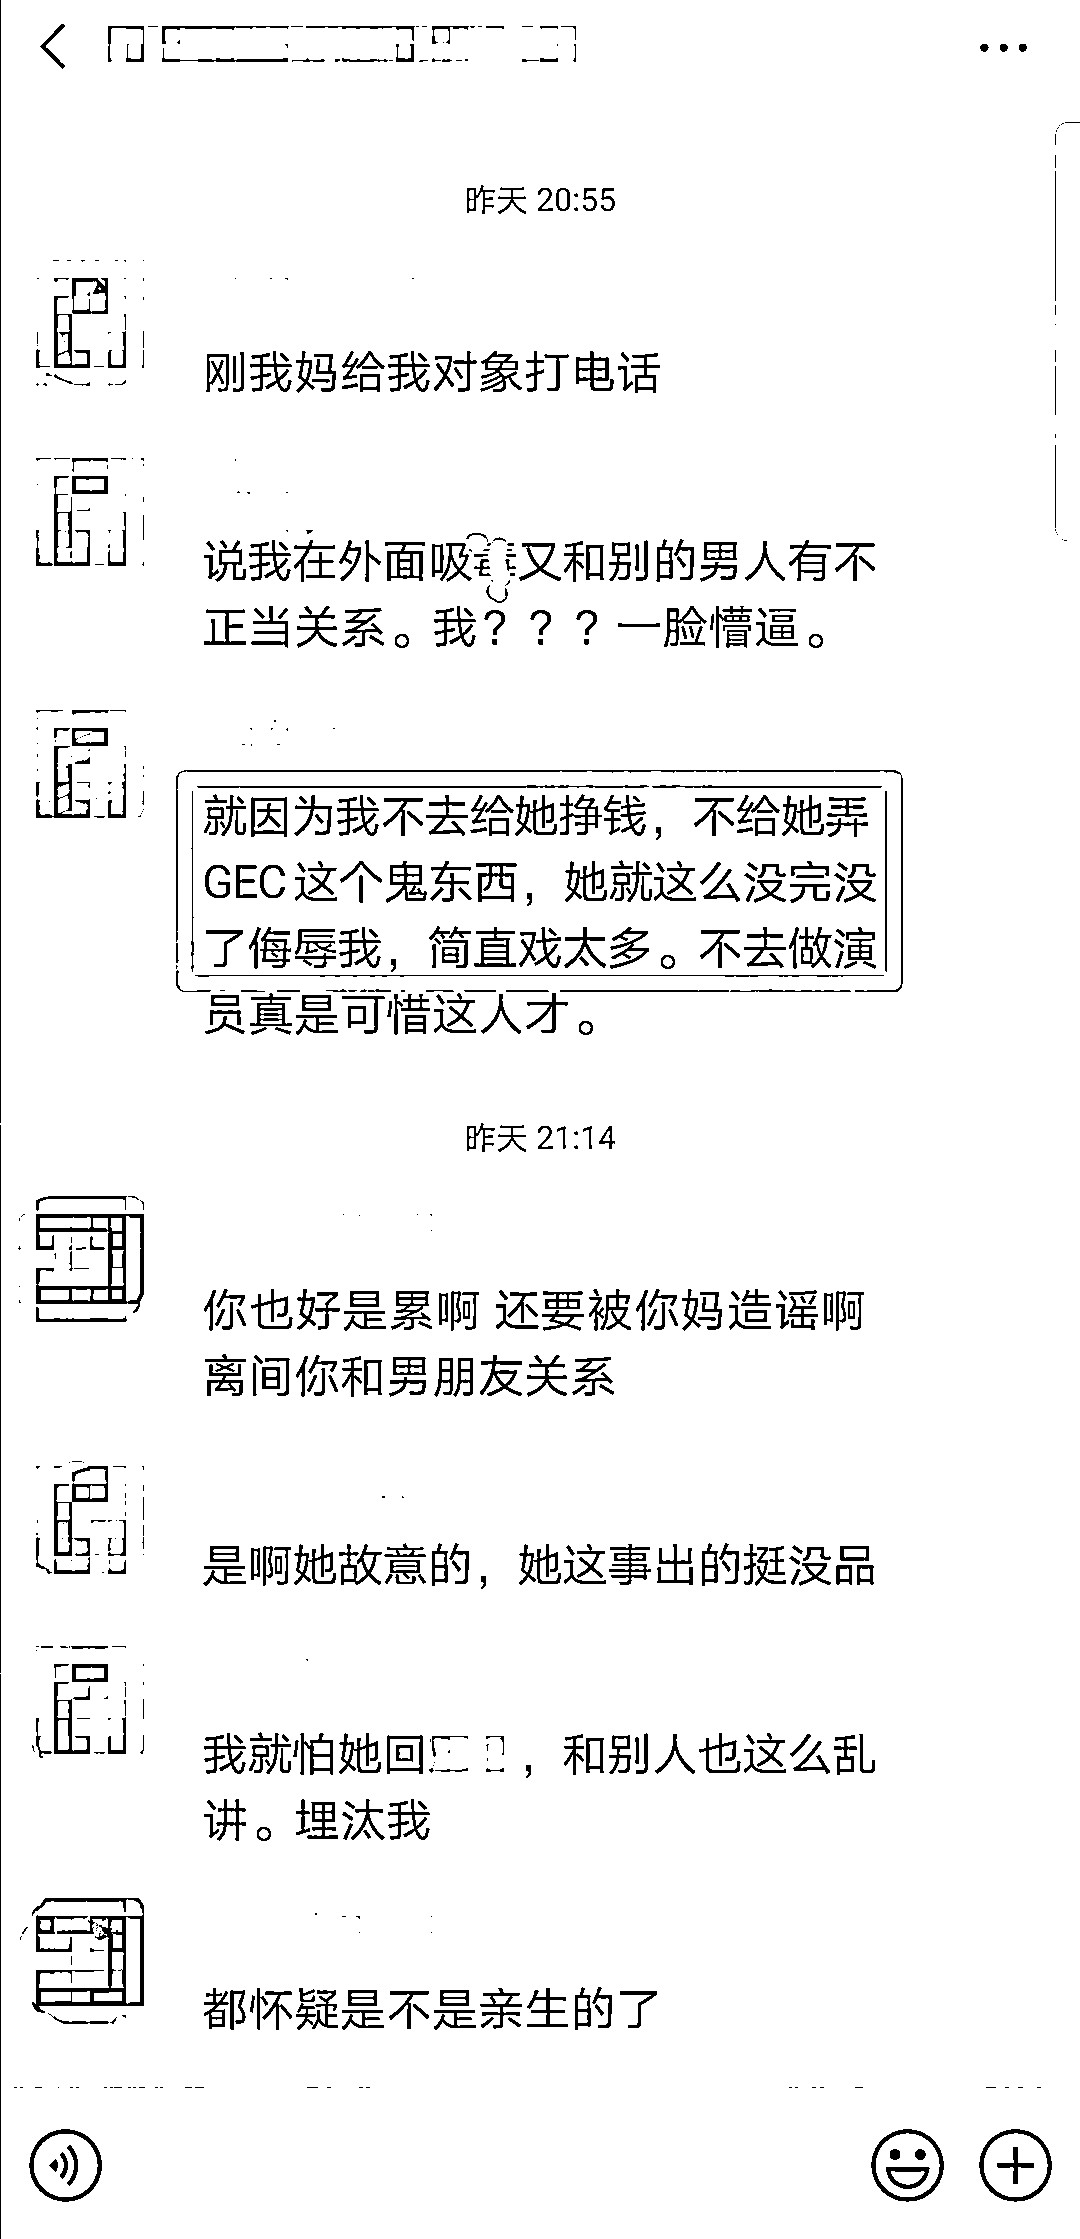 昨天 20:55
刚我妈给我对象打电话
说我在外面吸毒又和别的男人有不
正当关系。我？？？一脸懵逼。
就因为我不去给她挣钱，不给她弄
GEC这个鬼东西，她就这么没完没
了侮辱我，简直戏太多。不去做演
员真是可惜这人才。
昨天 21:14
你也好是累啊 还要被你妈造谣啊
离间你和男朋友关系
是啊她故意的，她这事出的挺没品
我就怕她回，和别人也这么乱
讲。埋汰我
都怀疑是不是亲生的了